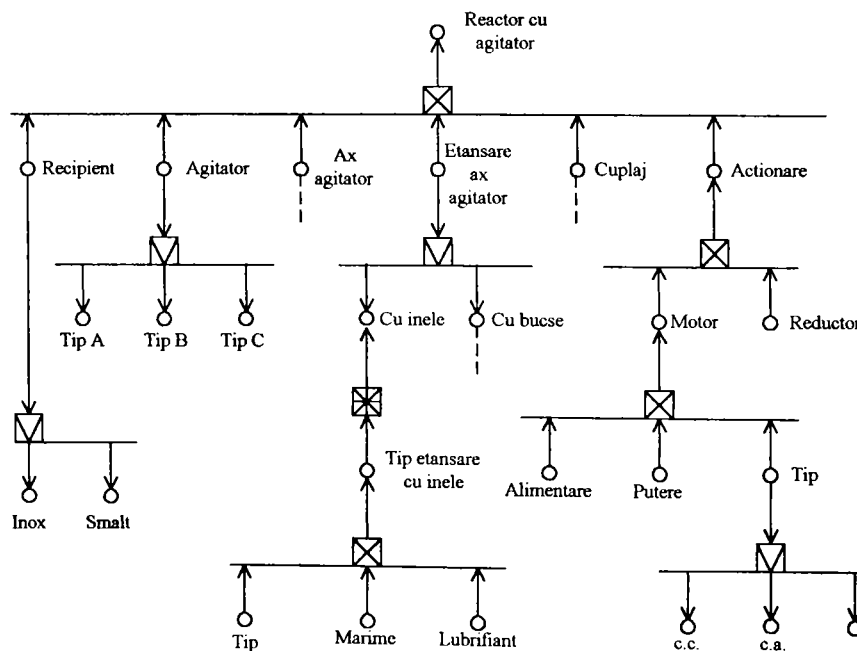 Reactor cu
agitator
Recipient
Agitator
Ax
agitator
Etansare
ax
agitator
Cuplaj
Actionare
Tip A
Tip B
Tip C
Cu inele
Cu bucse
Motor
Reductor
Tip etansare
cu inele
Alimentare
Putere
Tip
Inox
Smalt
Tip
Marime
Lubrifiant
c.c.
c.a.